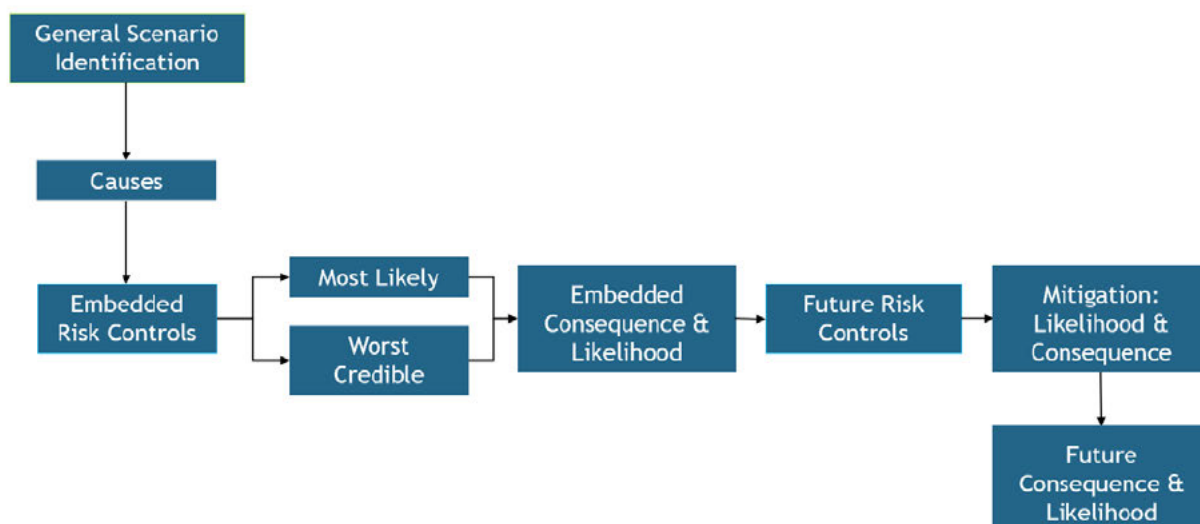 General Scenario
Identification
Causes
Embedded
Risk Controls
Most Likely
Worst
Credible
Embedded
Consequence &
Likelihood
Future Risk
Controls
Mitigation:
Likelihood &
Consequence
Future
Consequence &
Likelihood